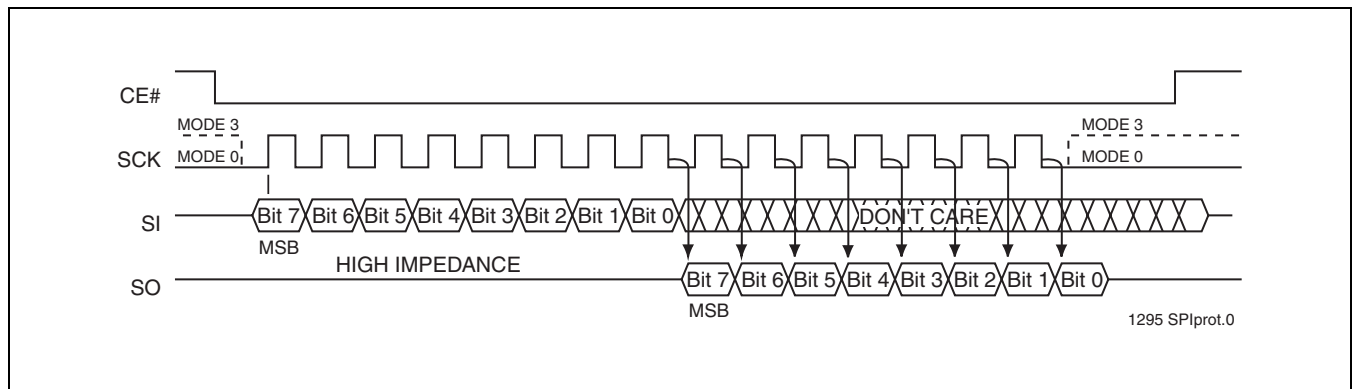 CE#
MODE 3
MODE 3
SCK
MODE 0
MODE 0
SI
Bit 7 Bit 6 Bit 5 Bit 4 Bit 3 Bit 2 Bit 1 Bit 0
DON'T CARE
MSB
HIGH IMPEDANCE
SO
Bit 7 Bit 6 Bit 5 Bit 4 Bit 3 Bit 2 Bit 1 Bit 0
MSB
1295 SPIprot.0